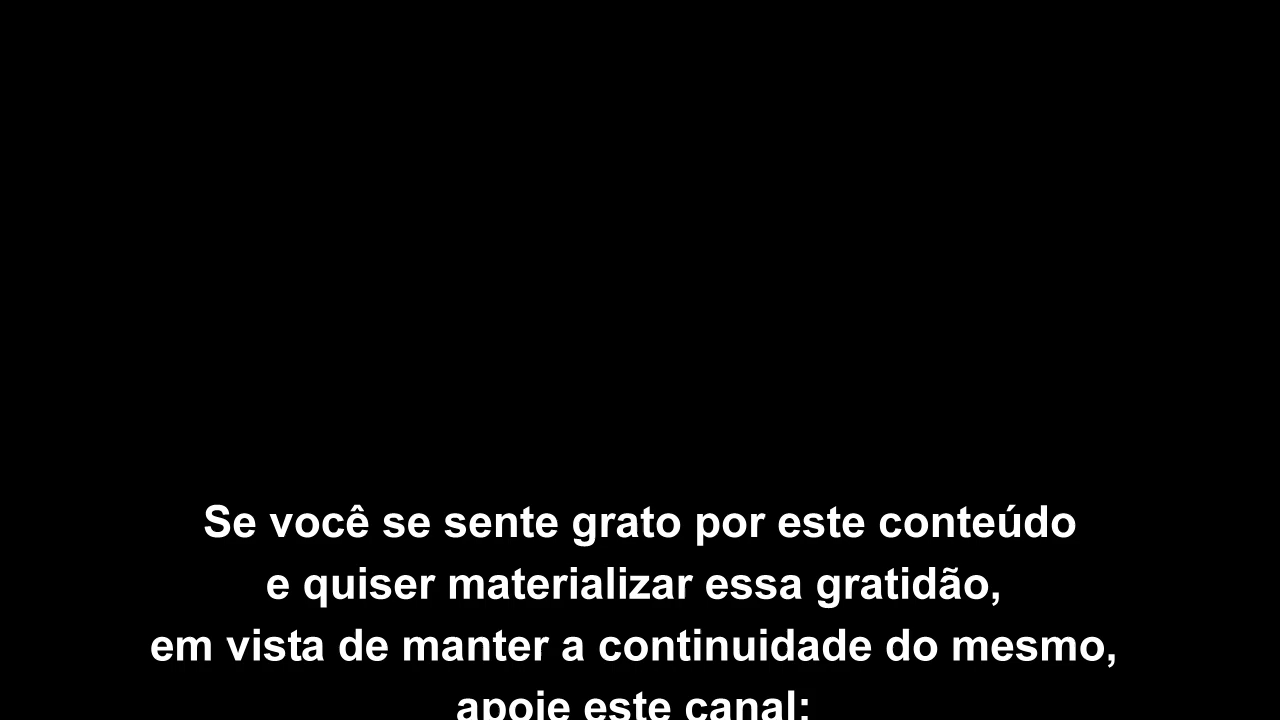 Se você se sente grato por este conteúdo
e quiser materializar essa gratidão,
em vista de manter a continuidade do mesmo,
apoie este canal: